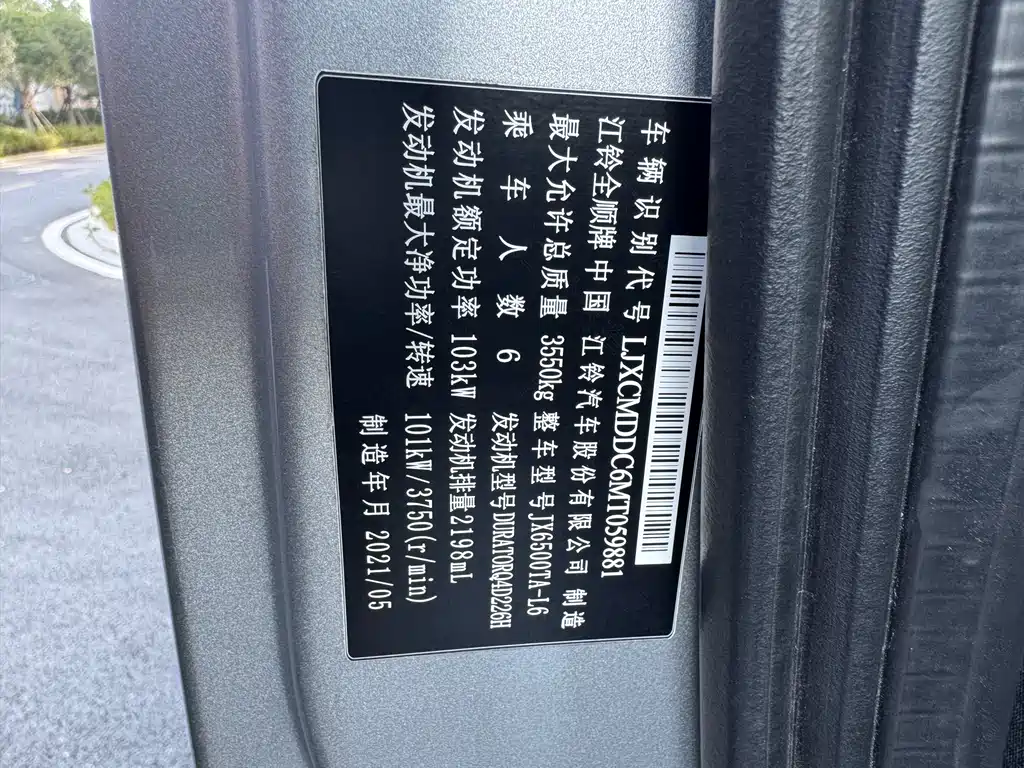 车辆识别代号 LJXCMDDC6MT059881
江铃全顺牌 中国 江铃汽车股份有限公司 制造
最大允许总质量 3550kg 整车型号 JX6500TA-L6
乘车人数 6 发动机型号 DURATORQ4D226H
发动机额定功率 103kW 发动机排量 2198mL
发动机最大净功率/转速 101kW/3750(r/min)
制造年月 2021/05